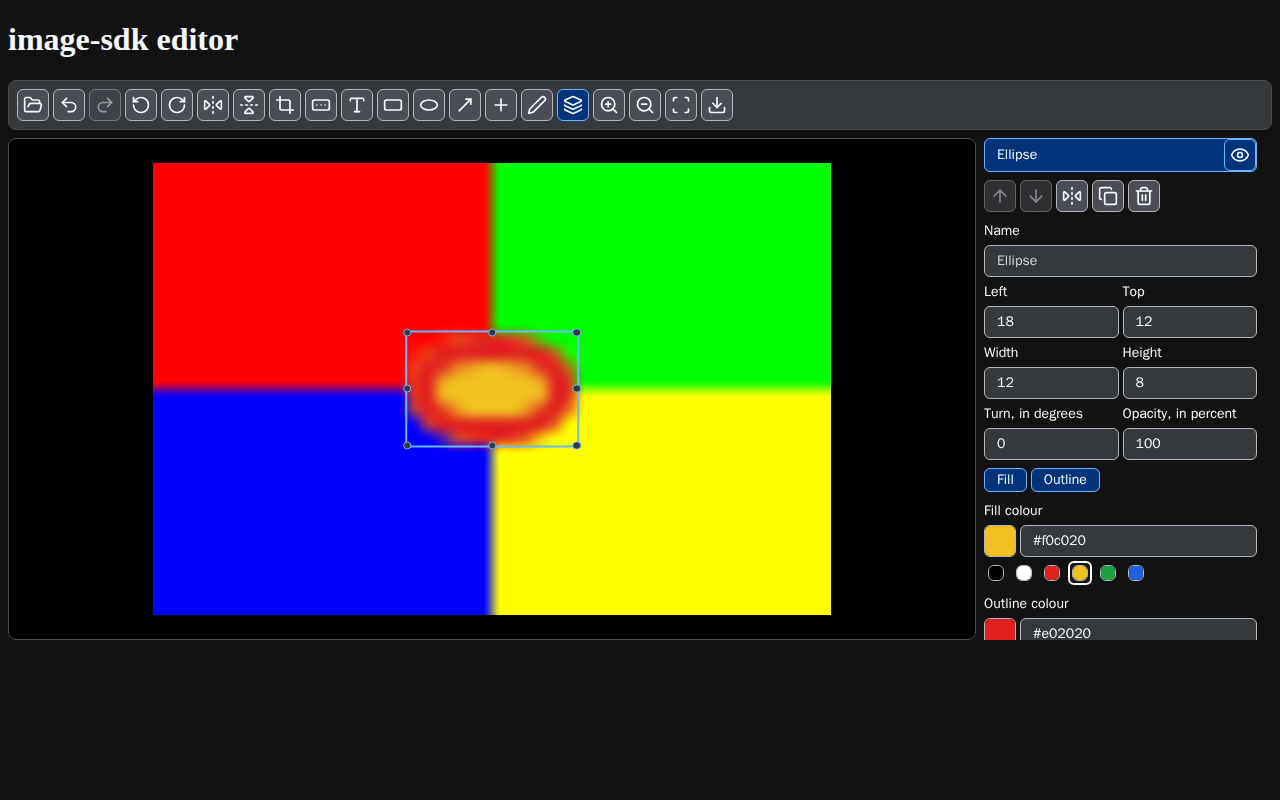 image-sdk editor
Ellipse
Name
Ellipse
Left Top
18 12
Width Height
12 8
Turn, in degrees Opacity, in percent
0 100
Fill Outline
Fill colour
#f0c020
Outline colour
#e02020